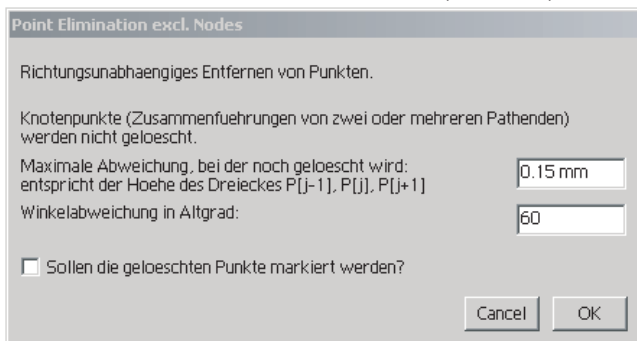 Point Elimination excl. Nodes
Richtungsunabhaengiges Entfernen von Punkten.
Knotenpunkte (Zusammenfuehrungen von zwei oder mehreren Pathenden)
werden nicht geloescht.
Maximale Abweichung, bei der noch geloescht wird:
entspricht der Hoehe des Dreieckes P[j-1], P[j], P[j+1]
0.15 mm
Winkelabweichung in Altgrad:
60
Sollen die geloeschten Punkte markiert werden?
Cancel
OK